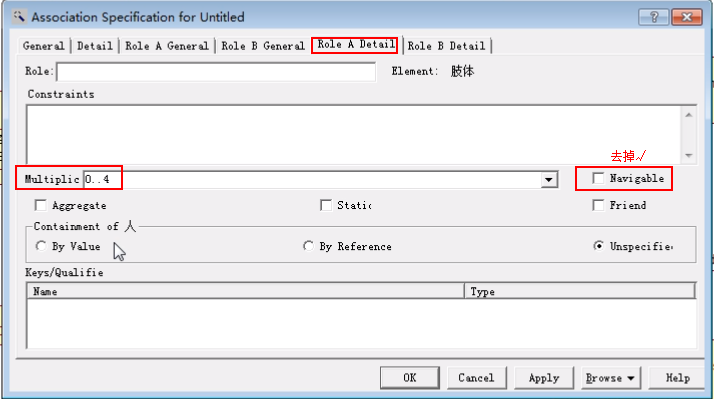 Association Specification for Untitled
General Detail Role A General Role B General Role A Detail Role B Detail
Role: Element: 肢体
Constraints
去掉√
Multiplic 0..4 Navigable
Aggregate Static Friend
Containment of 人
By Value By Reference Unspecifie
Keys/Qualifie
Name Type
OK Cancel Apply Browse Help